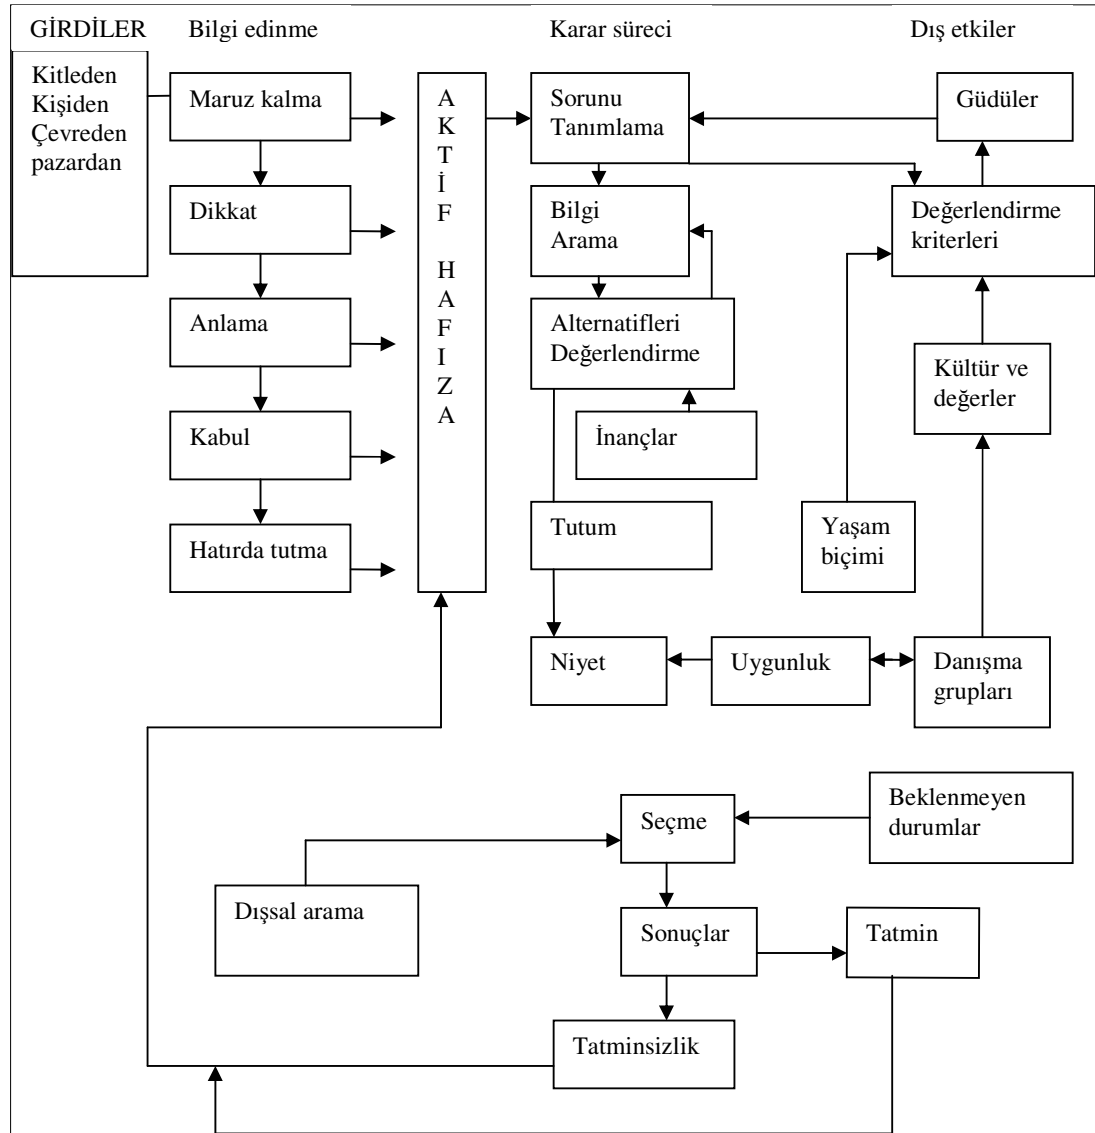 GİRDİLER
Bilgi edinme
Karar süreci
Dış etkiler
Kitleden
Kişiden
Çevreden
pazardan
Maruz kalma
Dikkat
Anlama
Kabul
Hatırda tutma
A
K
T
İ
F
H
A
F
I
Z
A
Sorunu
Tanımlama
Bilgi
Arama
Alternatifleri
Değerlendirme
İnançlar
Tutum
Niyet
Uygunluk
Güdüler
Değerlendirme
kriterleri
Kültür ve
değerler
Yaşam
biçimi
Danışma
grupları
Beklenmeyen
durumlar
Seçme
Dışsal arama
Sonuçlar
Tatmin
Tatminsizlik